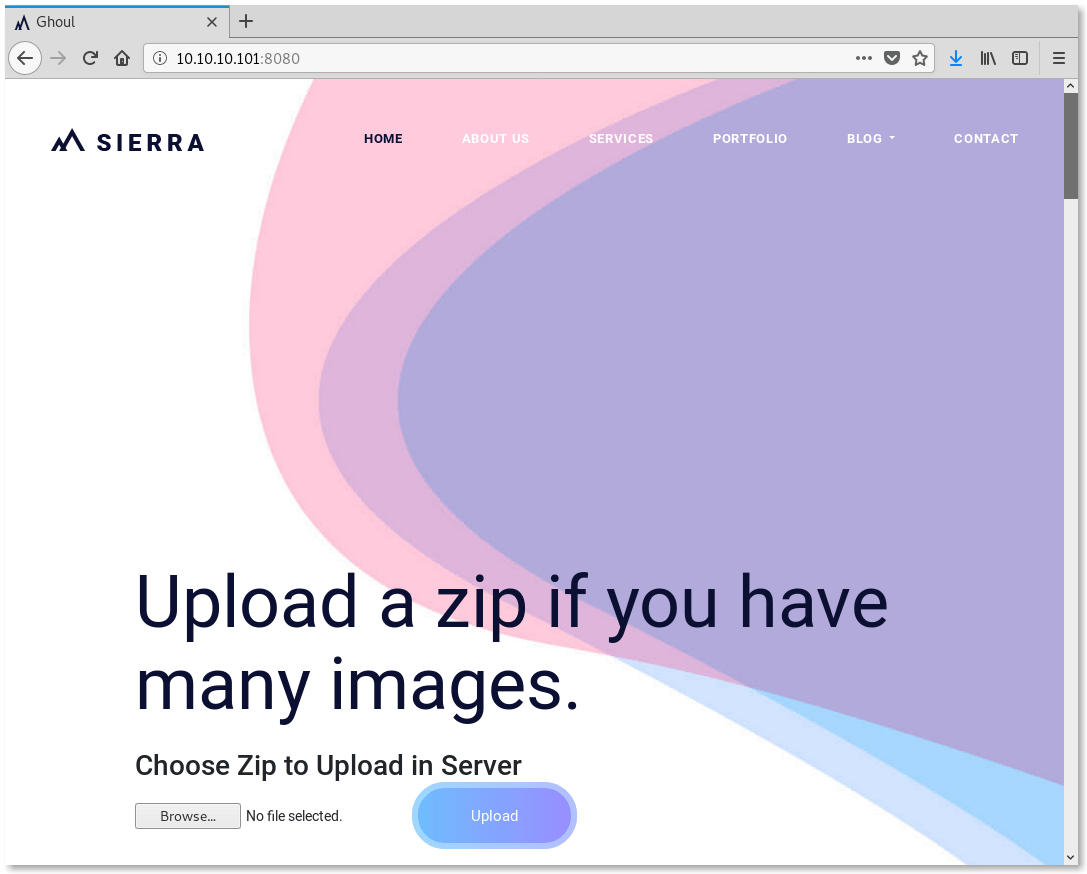 Ghoul
10.10.10.101:8080
SIERRA
HOME ABOUT US SERVICES PORTFOLIO BLOG CONTACT
Upload a zip if you have
many images.
Choose Zip to Upload in Server
Browse... No file selected. Upload